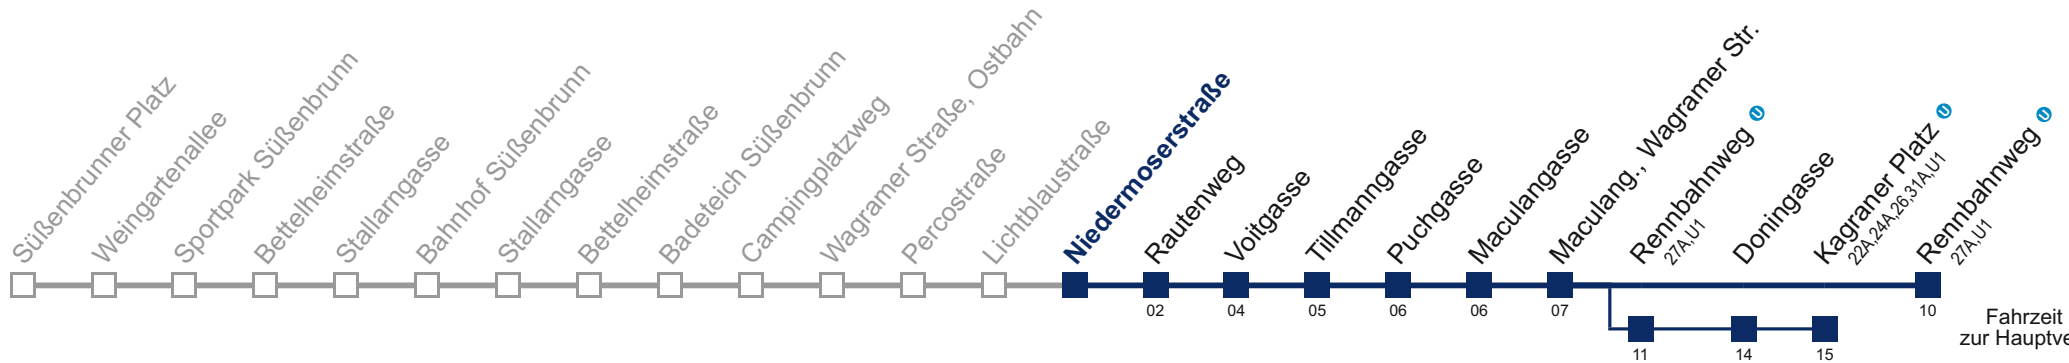 Süßenbrunner Platz
Weingartenallee
Sportpark Süßenbrunn
Bettelheimstraße
Stallarngasse
Bahnhof Süßenbrunn
Stallarngasse
Bettelheimstraße
Badeteich Süßenbrunn
Campingplatzweg
Wagramer Straße, Ostbahn
Percostraße
Lichtblaustraße
Niedermoserstraße
Rautenweg
Voitgasse
Tillmanngasse
Puchgasse
Maculangasse
Maculang., Wagramer Str.
Rennbahnweg U
27A,U1
Doningasse
Kagraner Platz U
22A,24A,26,31A,U1
Rennbahnweg U
27A,U1
02 04 05 06 06 07 10
11 14 15
Fahrzeit
zur